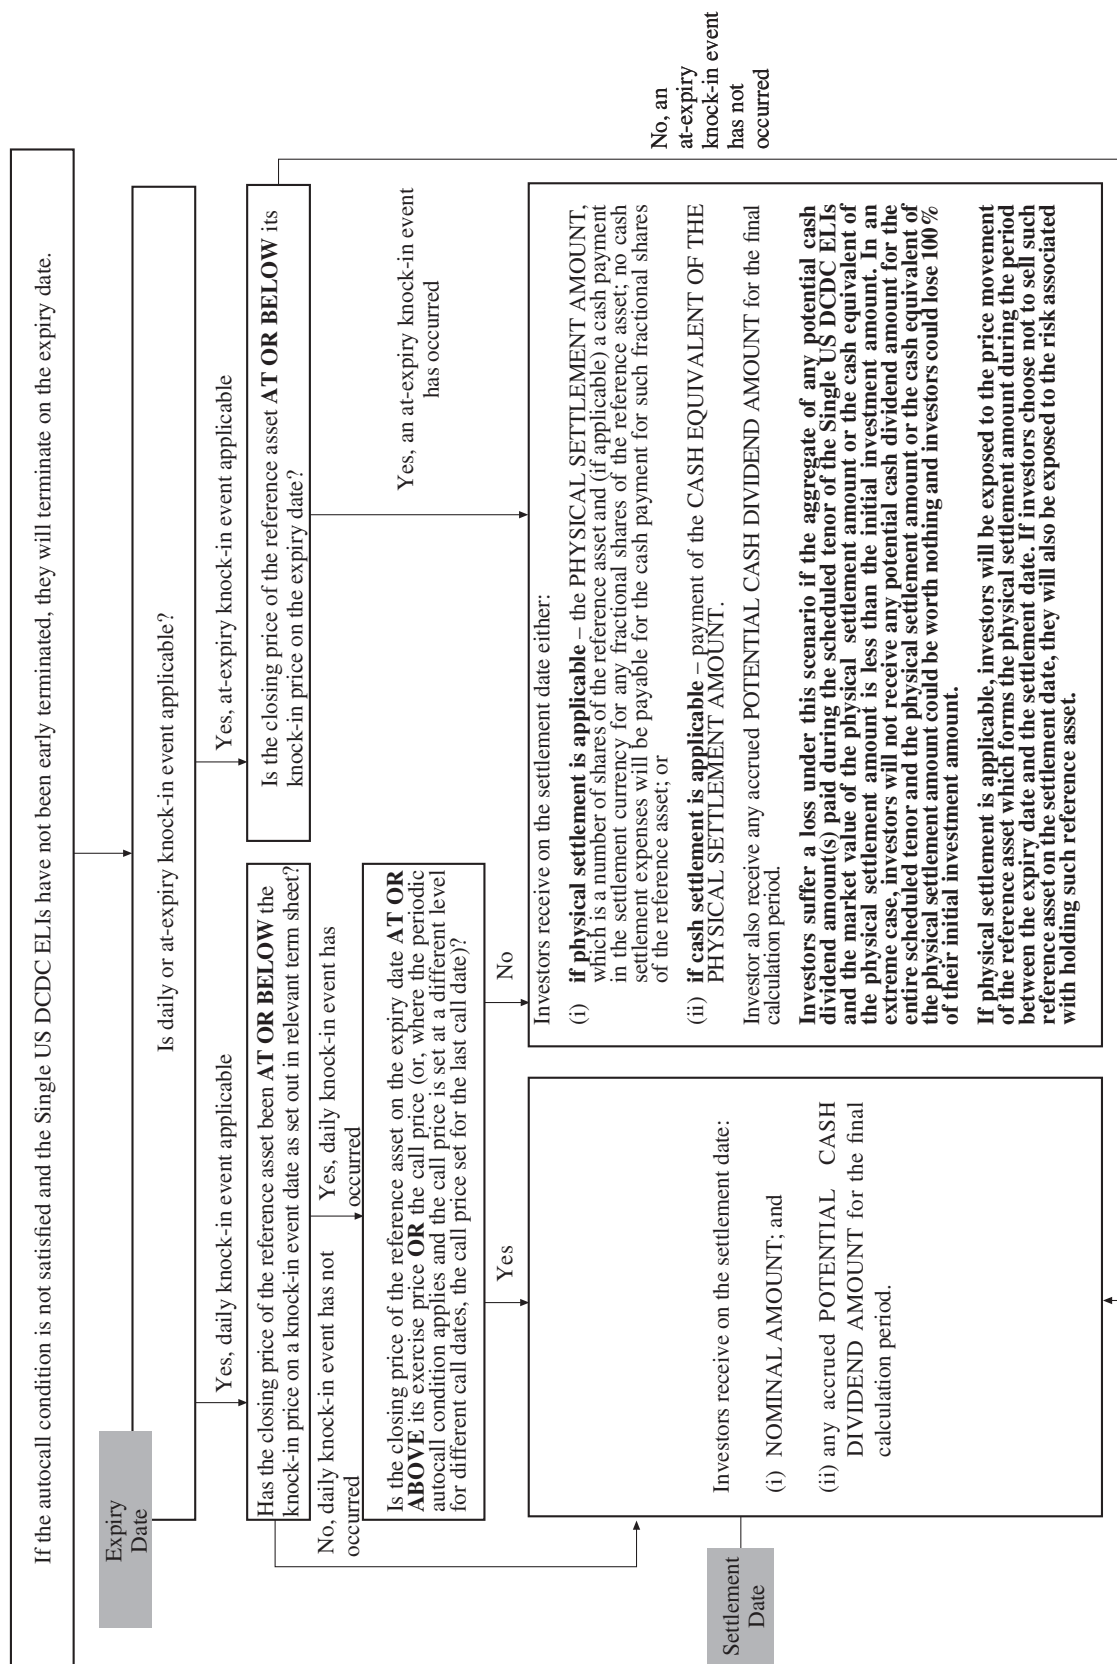 If the autocall condition is not satisfied and the Single US DCDC ELIs have not been early terminated, they will terminate on the expiry date.
Expiry
Date
Is daily or at-expiry knock-in event applicable?
Yes, daily knock-in event applicable
Yes, at-expiry knock-in event applicable
Has the closing price of the reference asset been AT OR BELOW the
knock-in price on a knock-in event date as set out in relevant term sheet?
Is the closing price of the reference asset AT OR BELOW its
knock-in price on the expiry date?
No, daily knock-in event has not
occurred
Yes, daily knock-in event has
occurred
Yes, an at-expiry knock-in event
has occurred
No, an
at-expiry
knock-in event
has not
occurred
Is the closing price of the reference asset on the expiry date AT OR
ABOVE its exercise price OR the call price (or, where the periodic
autocall condition applies and the call price is set at a different level
for different call dates, the call price set for the last call date)?
Yes
No
Settlement
Date
Investors receive on the settlement date:
(i) NOMINAL AMOUNT; and
(ii) any accrued POTENTIAL CASH
DIVIDEND AMOUNT for the final
calculation period.
Investors receive on the settlement date either:
(i) if physical settlement is applicable – the PHYSICAL SETTLEMENT AMOUNT,
which is a number of shares of the reference asset and (if applicable) a cash payment
in the settlement currency for any fractional shares of the reference asset; no cash
settlement expenses will be payable for the cash payment for such fractional shares
of the reference asset; or
(ii) if cash settlement is applicable – payment of the CASH EQUIVALENT OF THE
PHYSICAL SETTLEMENT AMOUNT.
Investor also receive any accrued POTENTIAL CASH DIVIDEND AMOUNT for the final
calculation period.
Investors suffer a loss under this scenario if the aggregate of any potential cash
dividend amount(s) paid during the scheduled tenor of the Single US DCDC ELIs
and the market value of the physical settlement amount or the cash equivalent of
the physical settlement amount is less than the initial investment amount. In an
extreme case, investors will not receive any potential cash dividend amount for the
entire scheduled tenor and the physical settlement amount or the cash equivalent of
the physical settlement amount could be worth nothing and investors could lose 100%
of their initial investment amount.
If physical settlement is applicable, investors will be exposed to the price movement
of the reference asset which forms the physical settlement amount during the period
between the expiry date and the settlement date. If investors choose not to sell such
reference asset on the settlement date, they will also be exposed to the risk associated
with holding such reference asset.